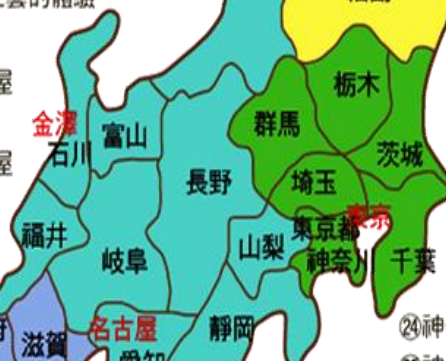 栃木
群馬
金澤
富山
石川
茨城
長野
埼玉
東京
福井
東京都
山梨
岐阜
神奈川
千葉
名古屋
靜岡
滋賀
㉔神